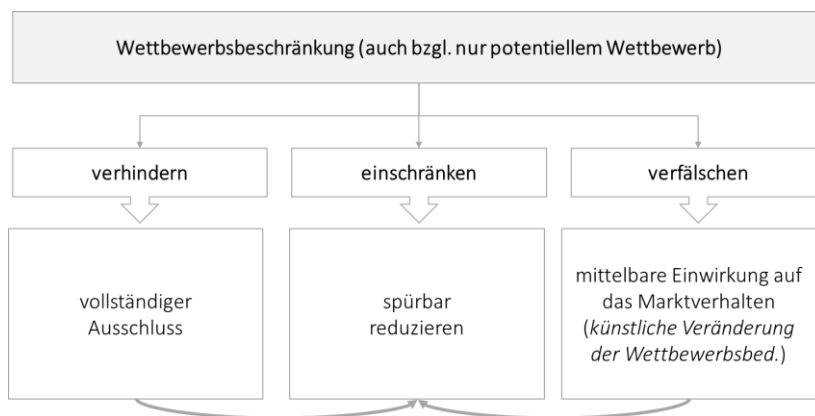 Wettbewerbsbeschränkung (auch bzgl. nur potentiellem Wettbewerb)
verhindern
einschränken
verfälschen
vollständiger
Ausschluss
spürbar
reduzieren
mittelbare Einwirkung auf
das Marktverhalten
(künstliche Veränderung
der Wettbewerbsbed.)